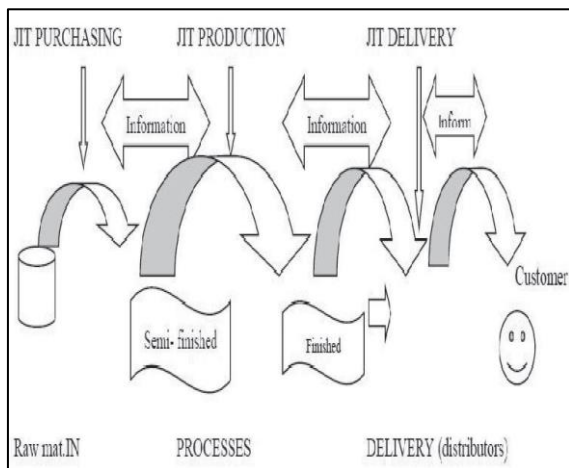 JIT PURCHASING JIT PRODUCTION JIT DELIVERY
Information Information Inform
Customer
Semi- finished Finished
Raw mat.IN PROCESSES DELIVERY (distributors)